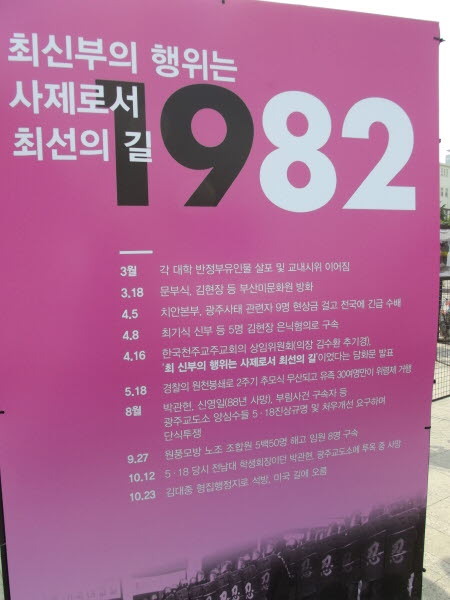 최신부의 행위는
사제로서
최선의 길
1982
3월 각 대학 반정부유인물 살포 및 교내시위 이어짐
3.18 문부식, 김현장 등 부산미문화원 방화
4.5 치안본부, 광주사태 관련자 9명 현상금 걸고 전국에 긴급 수배
4.8 최기식 신부 등 5명 김현장 은닉혐의로 구속
4.16 한국천주교주교회의 상임위원회(의장 김수환 추기경),
'최 신부의 행위는 사제로서 최선의 길'이었다는 담화문 발표
5.18 경찰의 원천봉쇄로 2주기 추모식 무산되고 유족 30여명만이 위령제 거행
8월 박관현, 신영일(88년 사망), 부림사건 구속자 등
광주교도소 양심수들 5·18진상규명 및 처우개선 요구하며
단식투쟁
9.27 원풍모방 노조 조합원 5백50명 해고 임원 8명 구속
10.12 5·18 당시 전남대 학생회장이던 박관현, 광주교도소에 투옥 중 사망
10.23 김대중 형집행정지로 석방, 미국 길에 오름